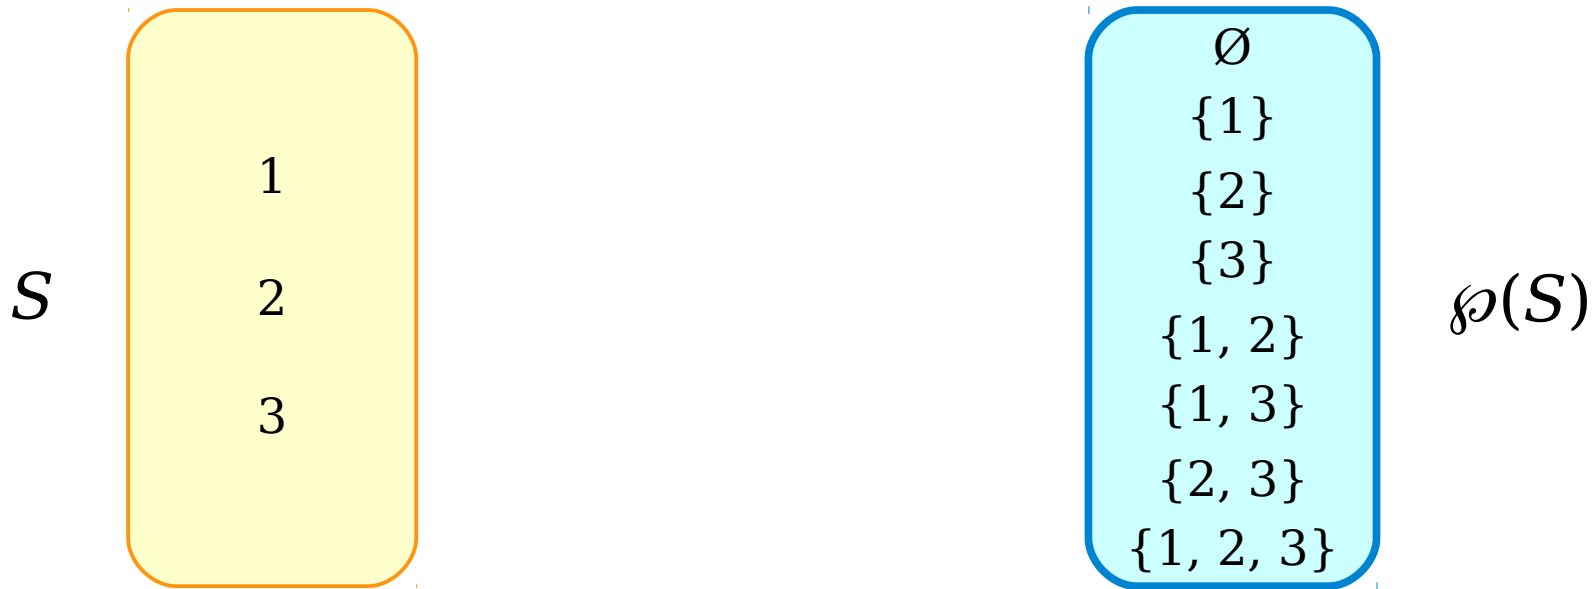 S
1
2
3
Ø
{1}
{2}
{3}
{1, 2}
{1, 3}
{2, 3}
{1, 2, 3}
℘(S)